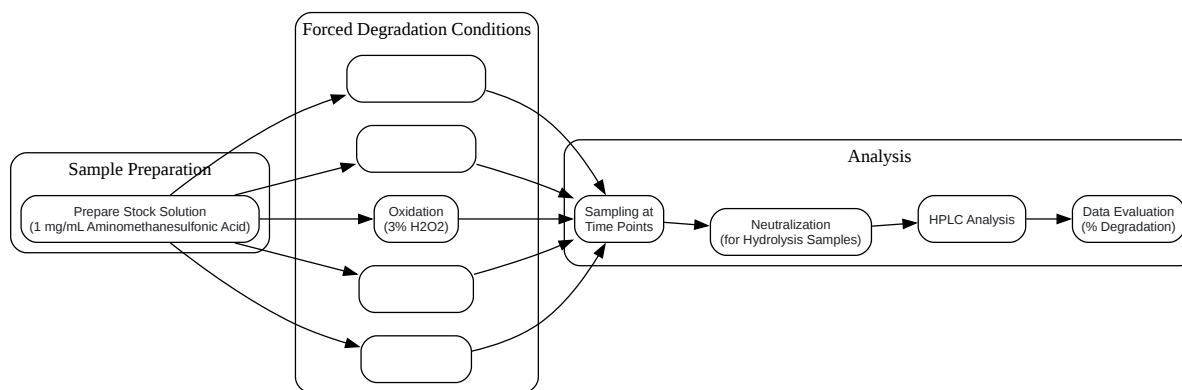 Forced Degradation Conditions
Sample Preparation
Prepare Stock Solution
(1 mg/mL Aminomethanesulfonic Acid)
Oxidation
(3% H2O2)
Analysis
Sampling at
Time Points
Neutralization
(for Hydrolysis Samples)
HPLC Analysis
Data Evaluation
(% Degradation)